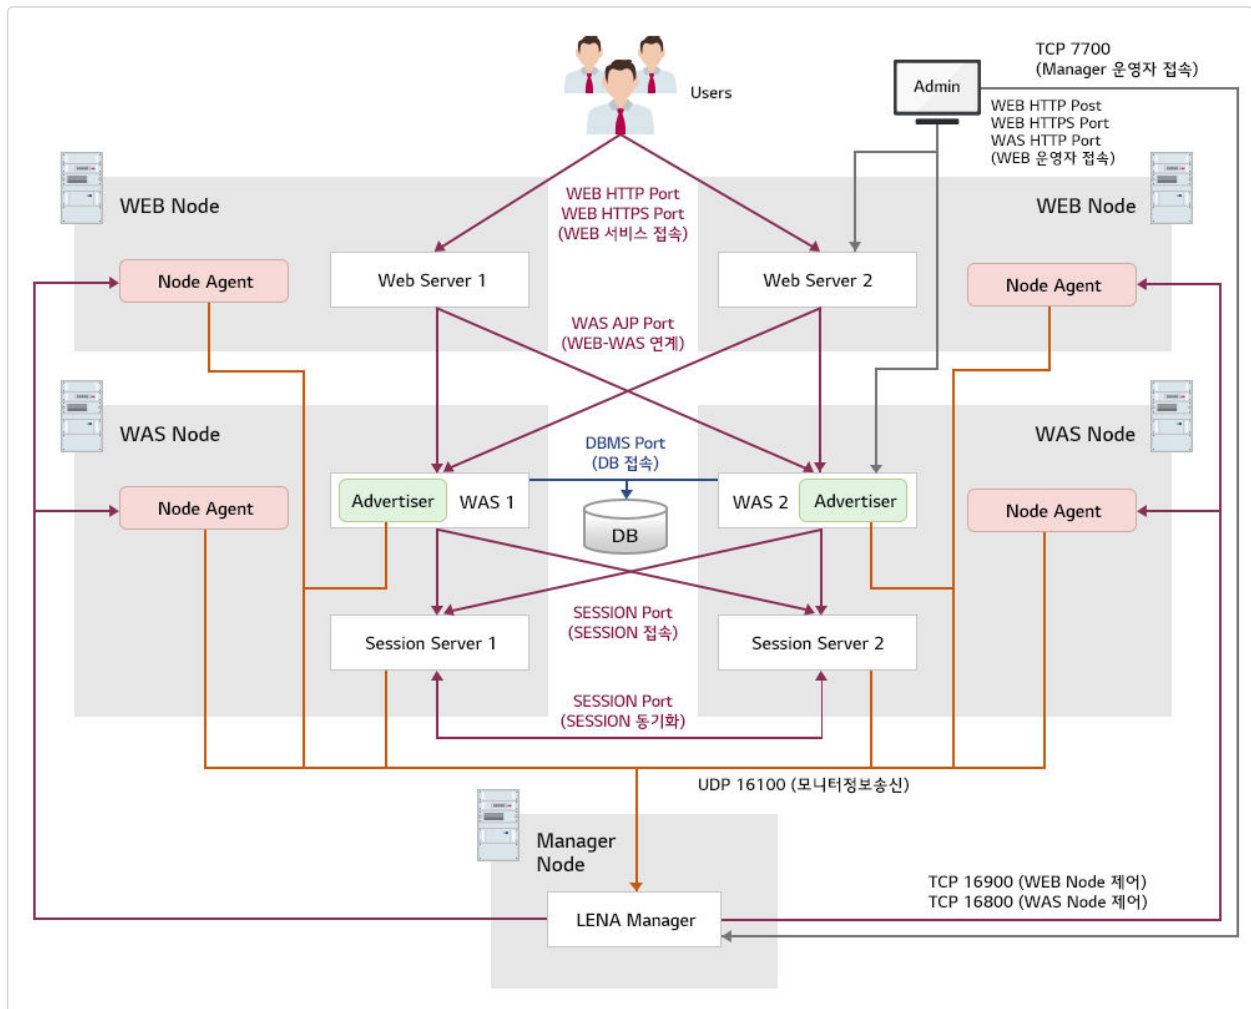 TCP 7700
(Manager 운영자 접속)
Admin
Users
WEB HTTP Post
WEB HTTPS Port
WAS HTTP Port
(WEB 운영자 접속)
WEB Node
WEB HTTP Port
WEB HTTPS Port
(WEB 서비스 접속)
WEB Node
Node Agent
Web Server 1
Web Server 2
Node Agent
WAS AJP Port
(WEB-WAS 연계)
WAS Node
WAS Node
DBMS Port
(DB 접속)
Node Agent
Advertiser
WAS 1
WAS 2
Advertiser
Node Agent
DB
SESSION Port
(SESSION 접속)
Session Server 1
Session Server 2
SESSION Port
(SESSION 동기화)
UDP 16100 (모니터정보송신)
Manager
Node
TCP 16900 (WEB Node 제어)
TCP 16800 (WAS Node 제어)
LENA Manager